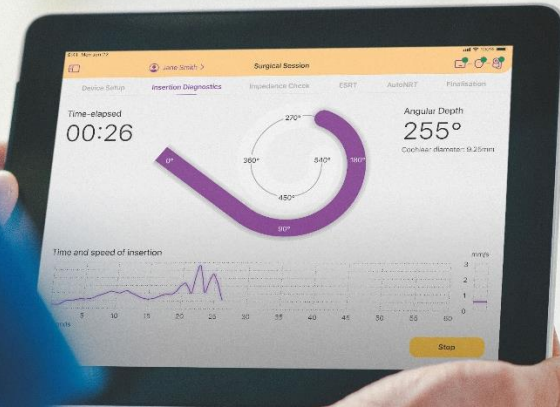 Jane Smith >
Surgical Session
Device Setup
Insertion Diagnostics
Impedance Check
ESRT
AutoNRT
Finalisation
Time-elapsed
00:26
Angular Depth
255°
Cochlear diameter: 9.25mm
0°
90°
180°
270°
360°
450°
540°
Time and speed of insertion
mm/s
3
2
1
0
5 10 15 20 25 30 35 40 45 50 55 60
Stop